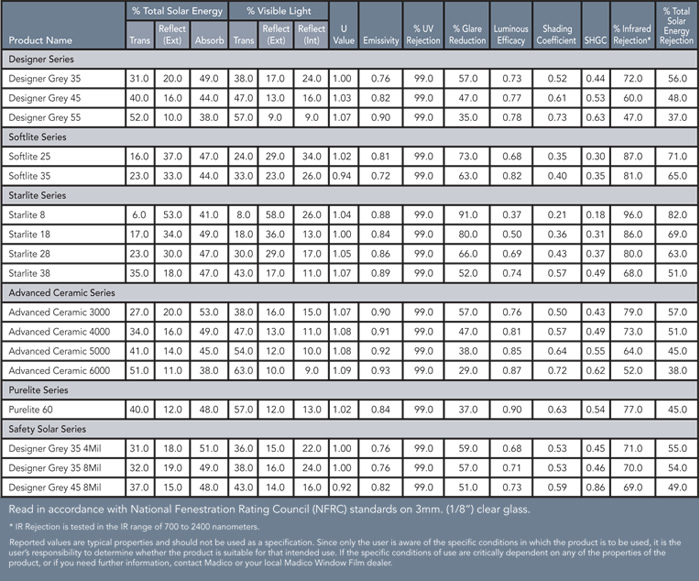 % Total Solar Energy % Visible Light
Product Name Trans Reflect (Ext) Absorb Trans Reflect (Ext) Reflect (Int) U Value Emissivity % UV Rejection % Glare Reduction Luminous Efficacy Shading Coefficient SHGC % Infrared Rejection* % Total Solar Energy Rejection
Designer Series
Designer Grey 35 31.0 20.0 49.0 38.0 17.0 24.0 1.00 0.76 99.0 57.0 0.73 0.52 0.44 72.0 56.0
Designer Grey 45 40.0 16.0 44.0 47.0 13.0 16.0 1.03 0.82 99.0 47.0 0.77 0.61 0.53 60.0 48.0
Designer Grey 55 52.0 10.0 38.0 57.0 9.0 9.0 1.07 0.90 99.0 35.0 0.78 0.73 0.63 47.0 37.0
Softlite Series
Softlite 25 16.0 37.0 47.0 24.0 29.0 34.0 1.02 0.81 99.0 73.0 0.68 0.35 0.30 87.0 71.0
Softlite 35 23.0 33.0 44.0 33.0 23.0 26.0 0.94 0.72 99.0 63.0 0.82 0.40 0.35 81.0 65.0
Starlite Series
Starlite 8 6.0 53.0 41.0 8.0 58.0 26.0 1.04 0.88 99.0 91.0 0.37 0.21 0.18 96.0 82.0
Starlite 18 17.0 34.0 49.0 18.0 36.0 13.0 1.00 0.84 99.0 80.0 0.50 0.36 0.31 86.0 69.0
Starlite 28 23.0 30.0 47.0 30.0 29.0 17.0 1.05 0.86 99.0 66.0 0.69 0.43 0.37 80.0 63.0
Starlite 38 35.0 18.0 47.0 43.0 17.0 11.0 1.07 0.89 99.0 52.0 0.74 0.57 0.49 68.0 51.0
Advanced Ceramic Series
Advanced Ceramic 3000 27.0 20.0 53.0 38.0 16.0 15.0 1.07 0.90 99.0 57.0 0.76 0.50 0.43 79.0 57.0
Advanced Ceramic 4000 34.0 16.0 49.0 47.0 13.0 11.0 1.08 0.91 99.0 47.0 0.81 0.57 0.49 73.0 51.0
Advanced Ceramic 5000 41.0 14.0 45.0 54.0 12.0 10.0 1.08 0.92 99.0 38.0 0.85 0.64 0.55 64.0 45.0
Advanced Ceramic 6000 51.0 11.0 38.0 63.0 10.0 9.0 1.09 0.93 99.0 29.0 0.87 0.72 0.62 52.0 38.0
Purelite Series
Purelite 60 40.0 12.0 48.0 57.0 12.0 13.0 1.02 0.84 99.0 37.0 0.90 0.63 0.54 77.0 45.0
Safety Solar Series
Designer Grey 35 4Mil 31.0 18.0 51.0 36.0 15.0 22.0 1.00 0.76 99.0 59.0 0.68 0.53 0.45 71.0 55.0
Designer Grey 35 8Mil 32.0 19.0 49.0 38.0 16.0 24.0 1.00 0.76 99.0 57.0 0.71 0.53 0.46 70.0 54.0
Designer Grey 45 8Mil 37.0 15.0 48.0 43.0 14.0 16.0 0.92 0.82 99.0 51.0 0.73 0.59 0.86 69.0 49.0
Read in accordance with National Fenestration Rating Council (NFRC) standards on 3mm. (1/8”) clear glass.
* IR Rejection is tested in the IR range of 700 to 2400 nanometers.
Reported values are typical properties and should not be used as a specification. Since only the user is aware of the specific conditions in which the product is to be used, it is the
user’s responsibility to determine whether the product is suitable for that intended use. If the specific conditions of use are critically dependent on any of the properties of the
product, or if you need further information, contact Madico or your local Madico Window Film dealer.